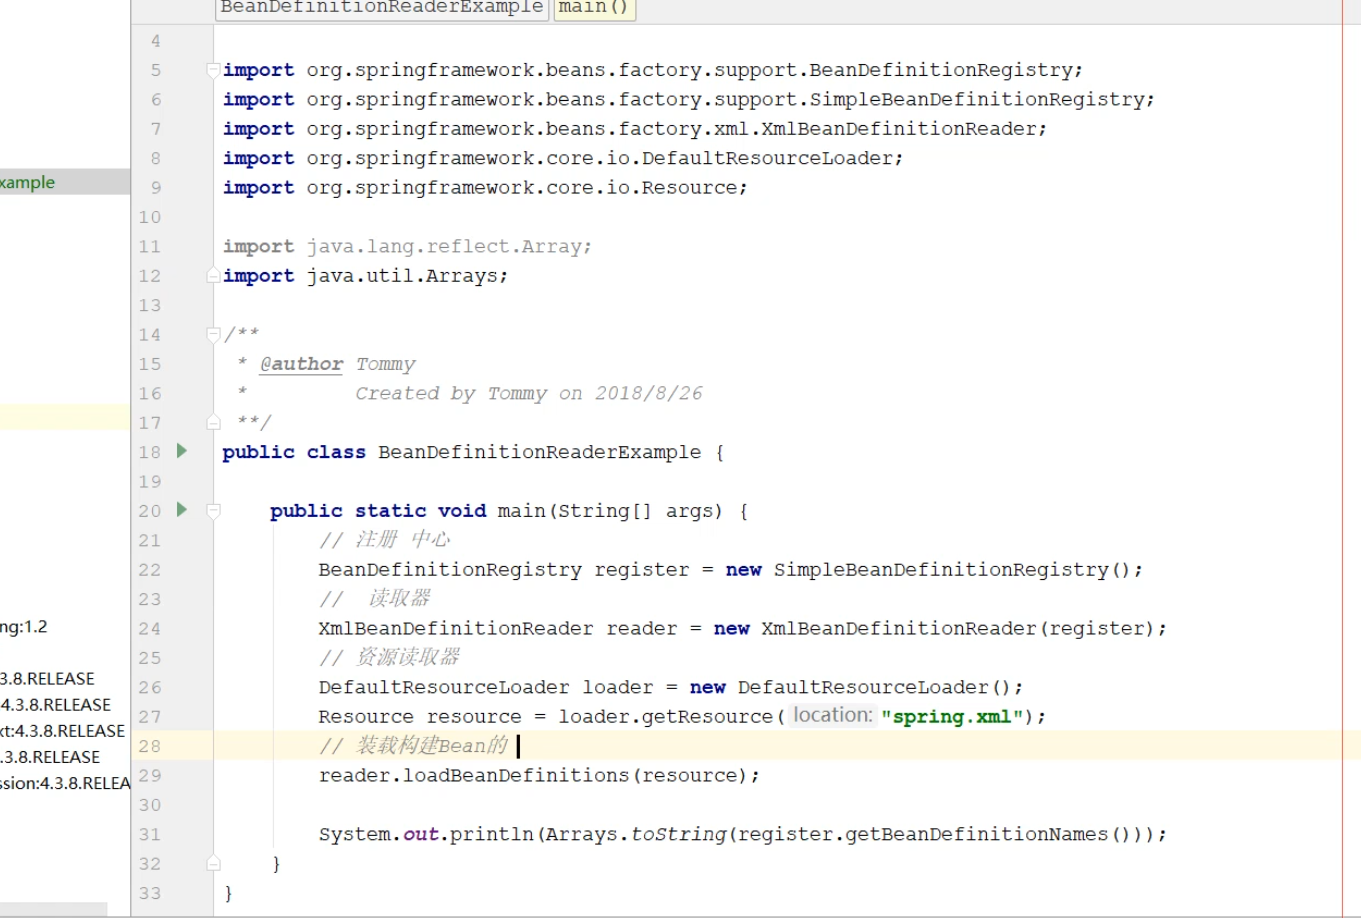 BeanDefinitionReaderExample main()
4
5 import org.springframework.beans.factory.support.BeanDefinitionRegistry;
6 import org.springframework.beans.factory.support.SimpleBeanDefinitionRegistry;
7 import org.springframework.beans.factory.xml.XmlBeanDefinitionReader;
8 import org.springframework.core.io.DefaultResourceLoader;
9 import org.springframework.core.io.Resource;
10
11 import java.lang.reflect.Array;
12 import java.util.Arrays;
13
14 /**
15 * @author Tommy
16 * Created by Tommy on 2018/8/26
17 **/
18 public class BeanDefinitionReaderExample {
19
20 public static void main(String[] args) {
21 // 注册 中心
22 BeanDefinitionRegistry register = new SimpleBeanDefinitionRegistry();
23 // 读取器
24 XmlBeanDefinitionReader reader = new XmlBeanDefinitionReader(register);
25 // 资源读取器
26 DefaultResourceLoader loader = new DefaultResourceLoader();
27 Resource resource = loader.getResource( location: "spring.xml");
28 // 装载构建Bean的
29 reader.loadBeanDefinitions(resource);
30
31 System.out.println(Arrays.toString(register.getBeanDefinitionNames()));
32 }
33 }
xample
ng:1.2
3.8.RELEASE
4.3.8.RELEASE
xt:4.3.8.RELEASE
.3.8.RELEASE
ssion:4.3.8.RELEA